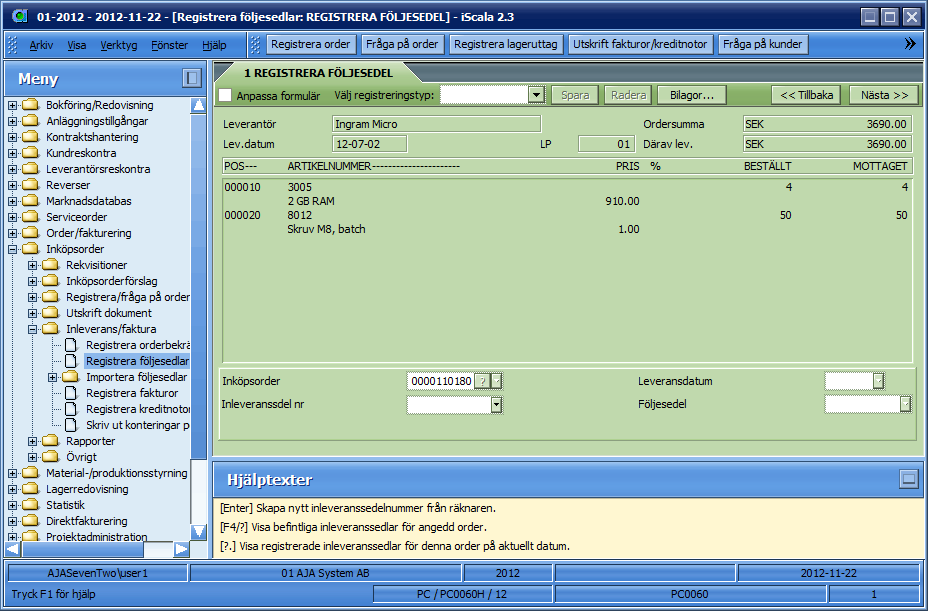 01-2012 - 2012-11-22 - [Registrera följesedlar: REGISTRERA FÖLJESEDEL] - iScala 2.3
Arkiv Visa Verktyg Fönster Hjälp Registrera order Fråga på order Registrera lageruttag Utskrift fakturor/kreditnotor Fråga på kunder
Meny
Bokföring/Redovisning
Anläggningstillgångar
Kontraktshantering
Kundreskontra
Leverantörsreskontra
Reverser
Marknadsdatabas
Serviceorder
Order/fakturering
Inköpsorder
Rekvisitioner
Inköpsorderförslag
Registrera/fråga på order
Utskrift dokument
Inleverans/faktura
Registrera orderbekrä
Registrera följesedlar
Importera följesedlar
Registrera fakturor
Registrera kreditnotor
Skriv ut konteringar p
Rapporter
Övrigt
Material-/produktionsstyrning
Lagerredovisning
Statistik
Direktfakturering
Projektadministration
1 REGISTRERA FÖLJESEDEL
Anpassa formulär Välj registreringstyp: Spara Radera Bilagor... << Tillbaka Nästa >>
Leverantör Ingram Micro Ordersumma SEK 3690.00
Lev.datum 12-07-02 LP 01 Därav lev. SEK 3690.00
POS--- ARTIKELNUMMER----------------------- PRIS % BESTÄLLT MOTTAGET
000010 3005 4 4
2 GB RAM 910.00
000020 8012 50 50
Skruv M8, batch 1.00
Inköpsorder 0000110180 ? Leveransdatum
Inleveranssdel nr Följesedel
Hjälptexter
[Enter] Skapa nytt inleveranssedelnummer från räknaren.
[F4/?] Visa befintliga inleveranssedlar för angedd order.
[?.] Visa registrerade inleveranssedlar för denna order på aktuellt datum.
AJASevenTwo\user1 01 AJA System AB 2012 2012-11-22
Tryck F1 för hjälp PC / PC0060H / 12 PC0060 1